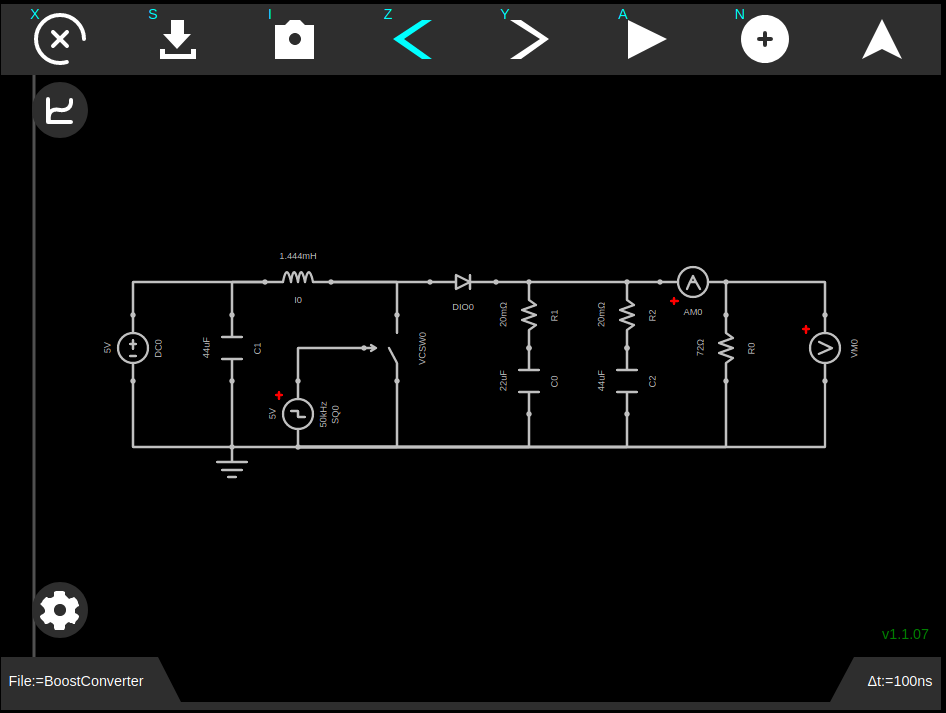 X S I Z Y A N
1.444mH
I0
DIO0
5V
DC0
44uF
C1
5V
50kHz
SQ0
VCSW0
20mΩ
R1
22uF
C0
20mΩ
R2
44uF
C2
A
AM0
72Ω
R0
V
VM0
v1.1.07
File:=BoostConverter
Δt:=100ns